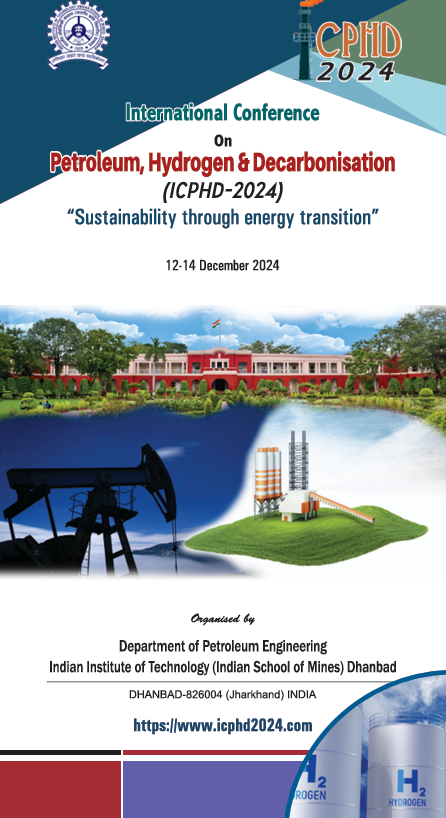 ICPHD
2024
International Conference
On
Petroleum, Hydrogen & Decarbonisation
(ICPHD-2024)
“Sustainability through energy transition”
12-14 December 2024
Organised by
Department of Petroleum Engineering
Indian Institute of Technology (Indian School of Mines) Dhanbad
DHANBAD-826004 (Jharkhand) INDIA
https://www.icphd2024.com
H2
ROGEN
H2
HYDROGEN